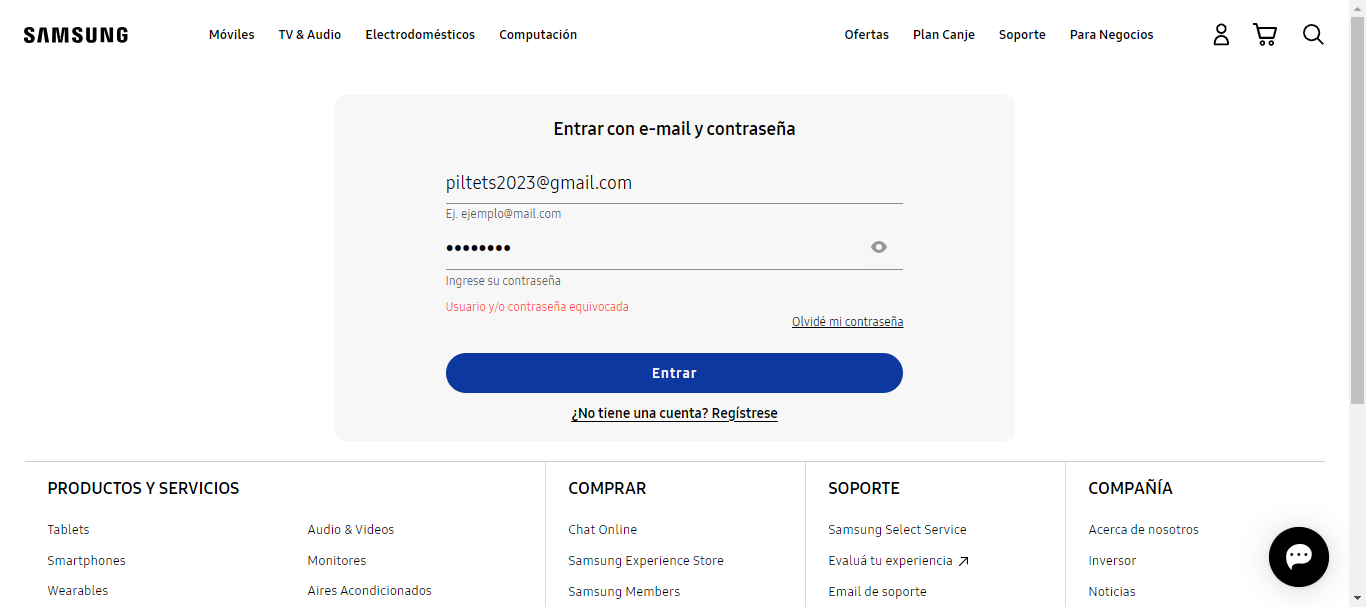 SAMSUNG Móviles TV & Audio Electrodomésticos Computación Ofertas Plan Canje Soporte Para Negocios
Entrar con e-mail y contraseña
piltets2023@gmail.com
Ej. ejemplo@mail.com
••••••••
Ingrese su contraseña
Usuario y/o contraseña equivocada
Olvidé mi contraseña
Entrar
¿No tiene una cuenta? Regístrese
PRODUCTOS Y SERVICIOS
Tablets
Smartphones
Wearables
Audio & Videos
Monitores
Aires Acondicionados
COMPRAR
Chat Online
Samsung Experience Store
Samsung Members
SOPORTE
Samsung Select Service
Evaluá tu experiencia
Email de soporte
COMPAÑÍA
Acerca de nosotros
Inversor
Noticias